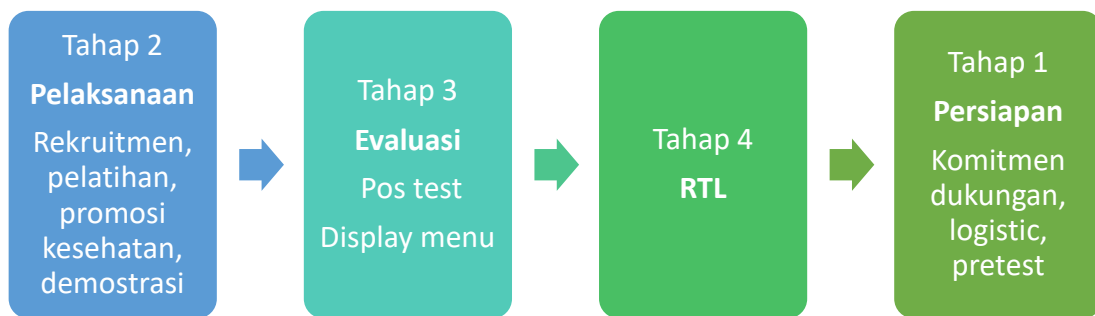 Tahap 2
Pelaksanaan
Rekruitmen,
pelatihan,
promosi
kesehatan,
demostrasi
Tahap 3
Evaluasi
Pos test
Display menu
Tahap 4
RTL
Tahap 1
Persiapan
Komitmen
dukungan,
logistic,
pretest